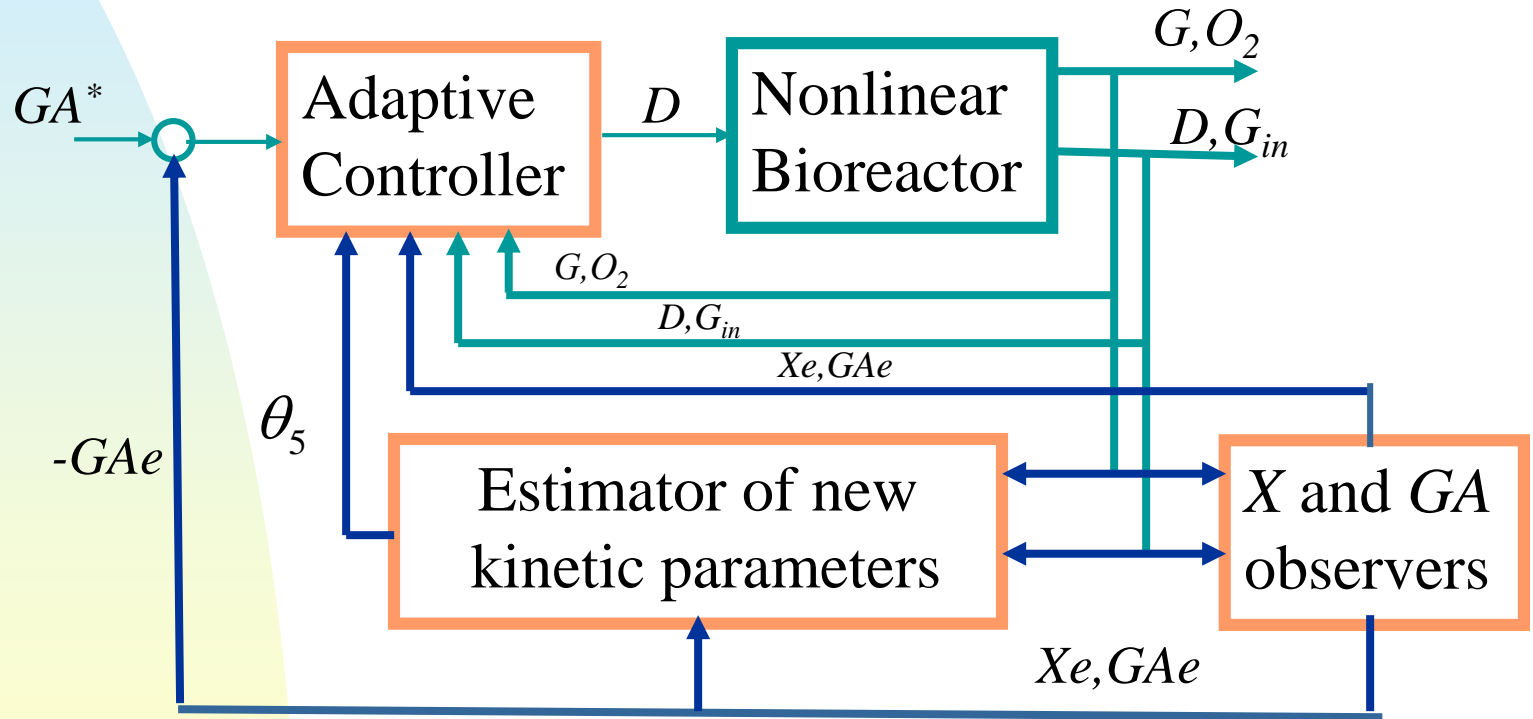 G,O₂
GA*
Adaptive
Controller
D
Nonlinear
Bioreactor
D,Gᵢₙ
G,O₂
D,Gᵢₙ
Xe,GAe
θ₅
-GAe
Estimator of new
kinetic parameters
X and GA
observers
Xe,GAe